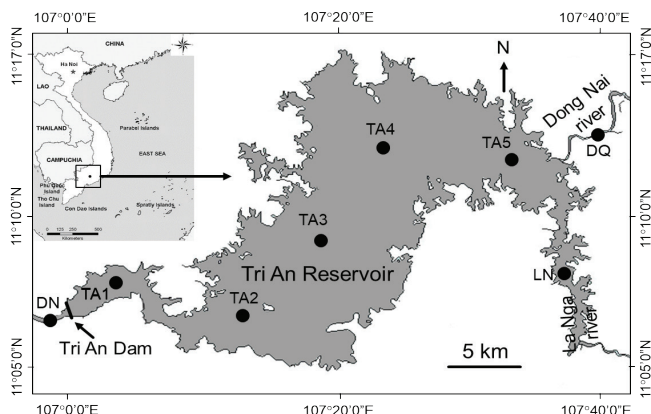 107°0'0"E
107°20'0"E
107°40'0"E
11°17'0"N
11°10'0"N
11°05'0"N
CHINA
Ha Noi
LAO
THAILAND
CAMPUCHIA
Paracel Islands
EAST SEA
Phu Quoc
Island
Tho Chu
Island
Con Dao Islands
Spratly Islands
Kilometers
N
Dong Nai
river
DQ
TA5
TA4
TA3
Tri An Reservoir
TA2
TA1
DN
Tri An Dam
LN
La Nga
river
5 km
11°17'0"N
11°10'0"N
11°05'0"N
107°0'0"E
107°20'0"E
107°40'0"E